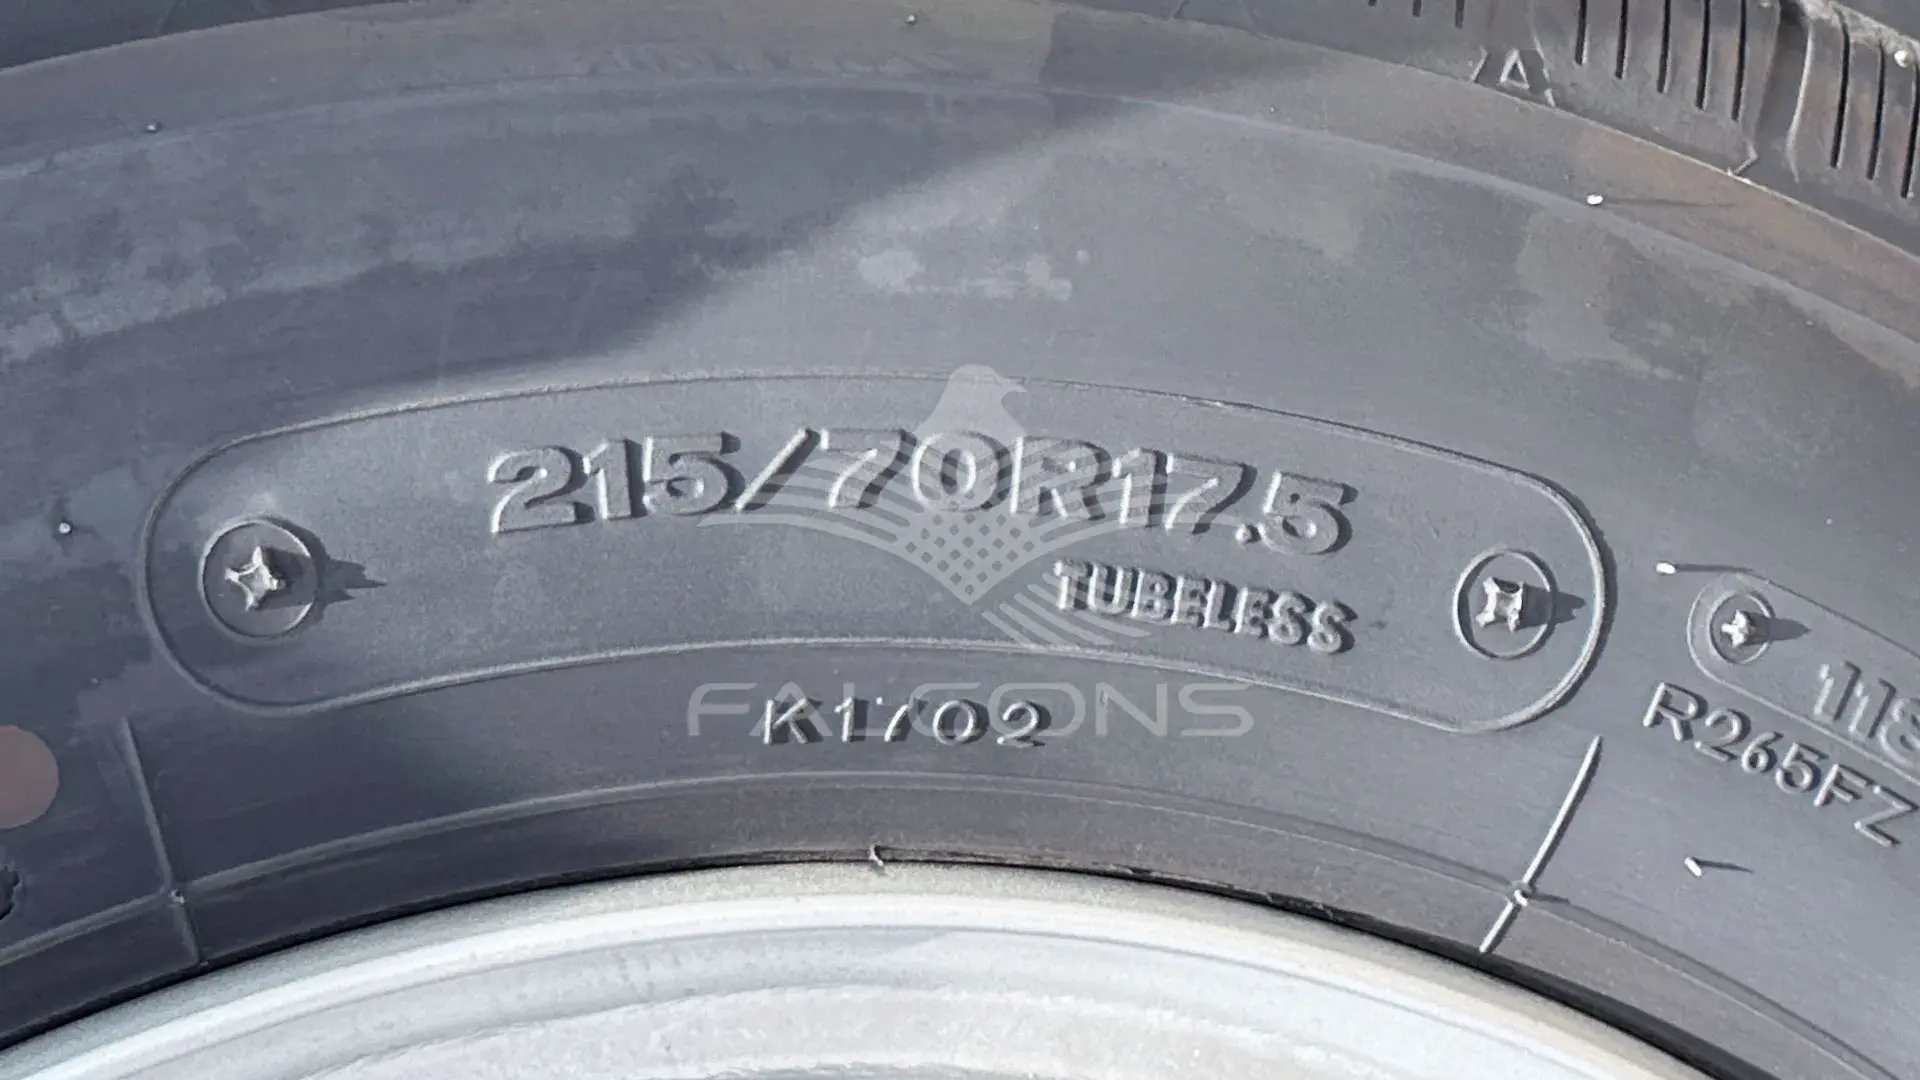 A
215/70R17.5
TUBELESS
K1702
R265FZ
FALCONS